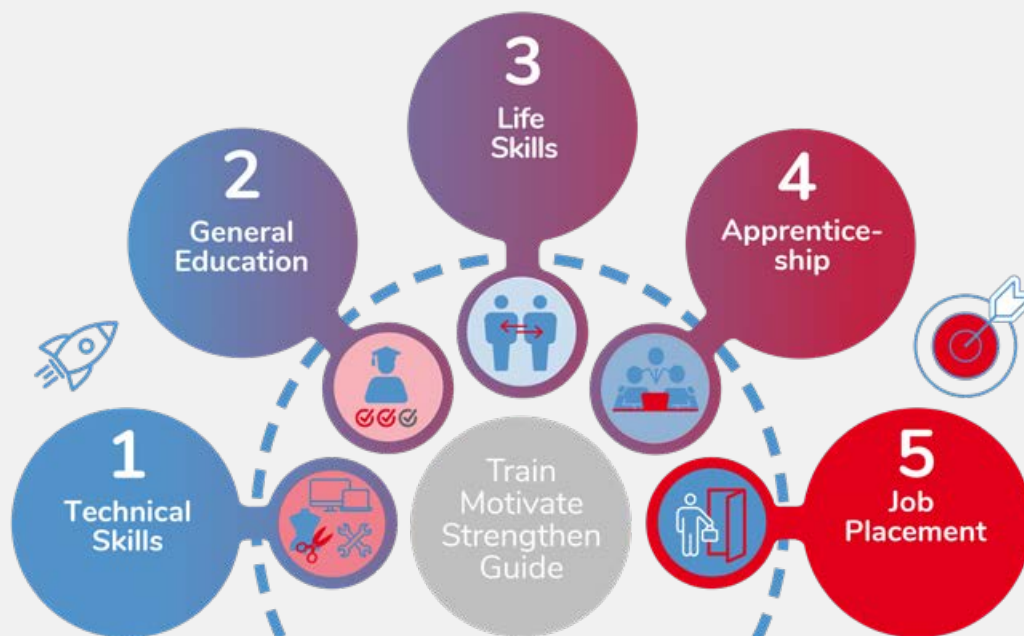 1
Technical
Skills
2
General
Education
3
Life
Skills
4
Apprentice-
ship
5
Job
Placement
Train
Motivate
Strengthen
Guide